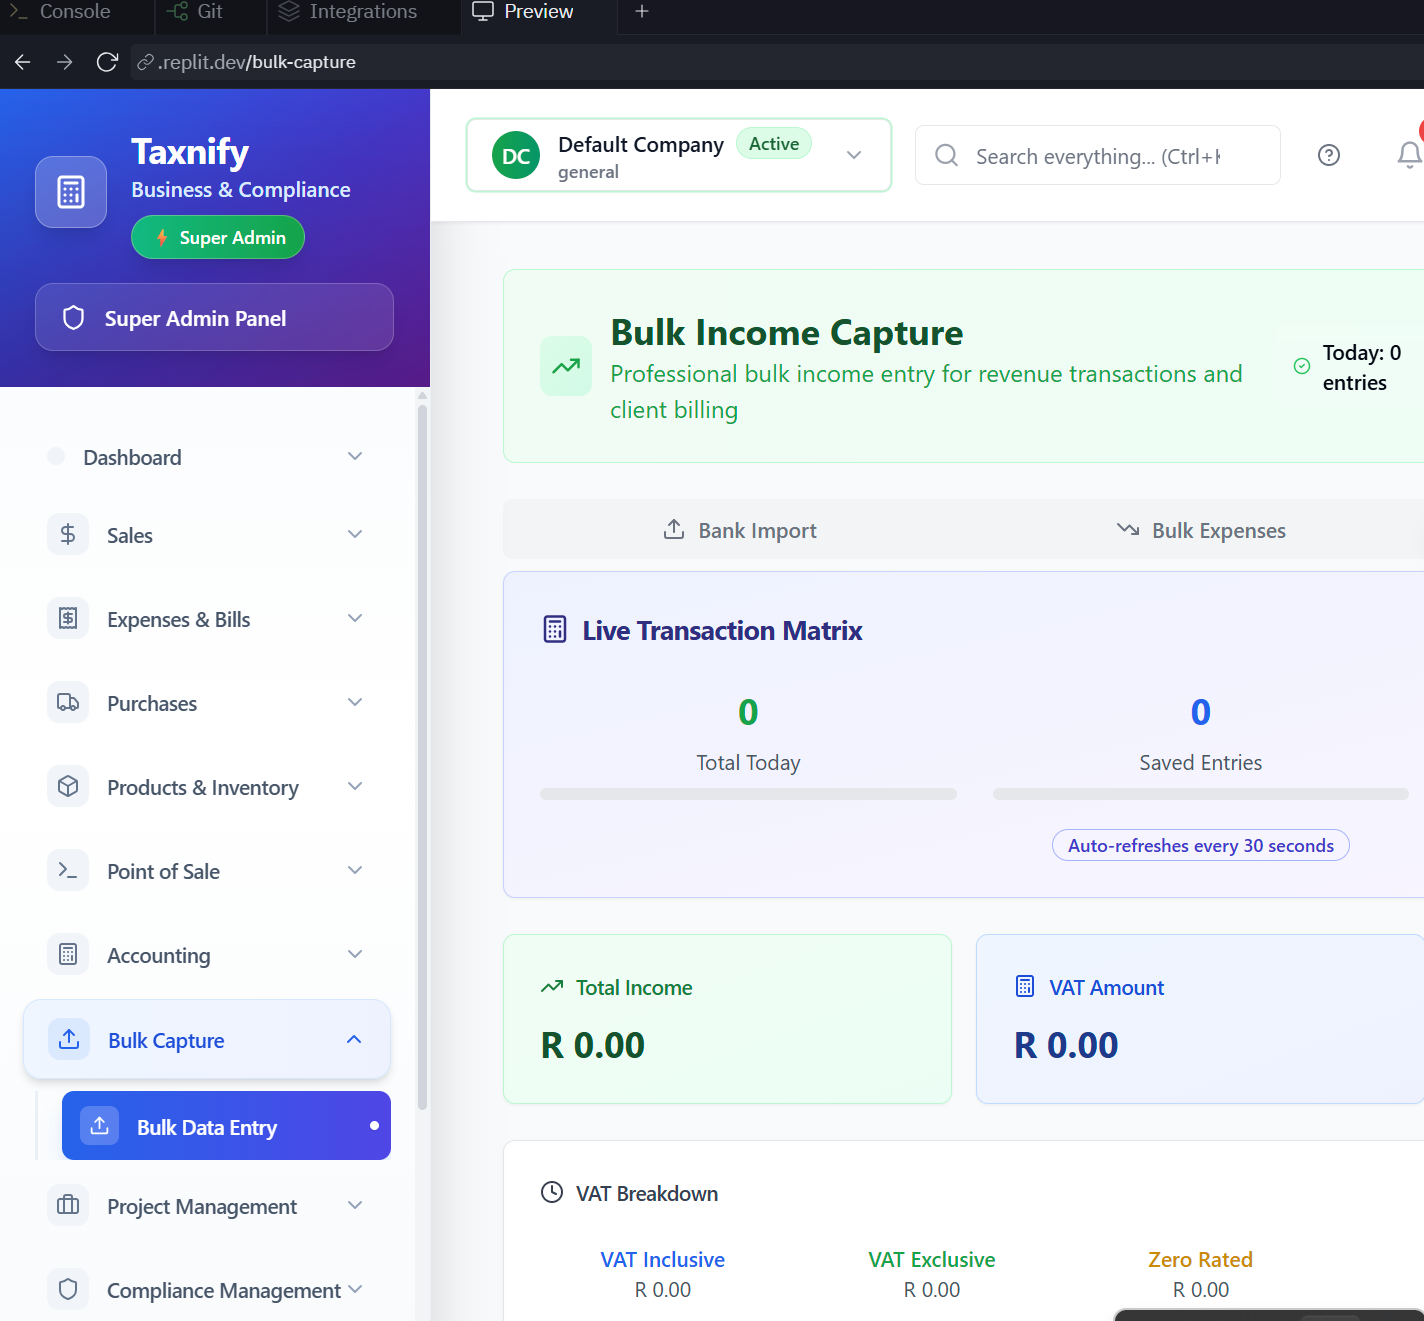 Console
Git
Integrations
Preview
.replit.dev/bulk-capture
Taxnify
Business & Compliance
Super Admin
Super Admin Panel
DC
Default Company
Active
general
Search everything... (Ctrl+
Dashboard
Sales
Expenses & Bills
Purchases
Products & Inventory
Point of Sale
Accounting
Bulk Capture
Bulk Data Entry
Project Management
Compliance Management
Bulk Income Capture
Professional bulk income entry for revenue transactions and
client billing
Today: 0
entries
Bank Import
Bulk Expenses
Live Transaction Matrix
0
Total Today
0
Saved Entries
Auto-refreshes every 30 seconds
Total Income
R 0.00
VAT Amount
R 0.00
VAT Breakdown
VAT Inclusive
R 0.00
VAT Exclusive
R 0.00
Zero Rated
R 0.00